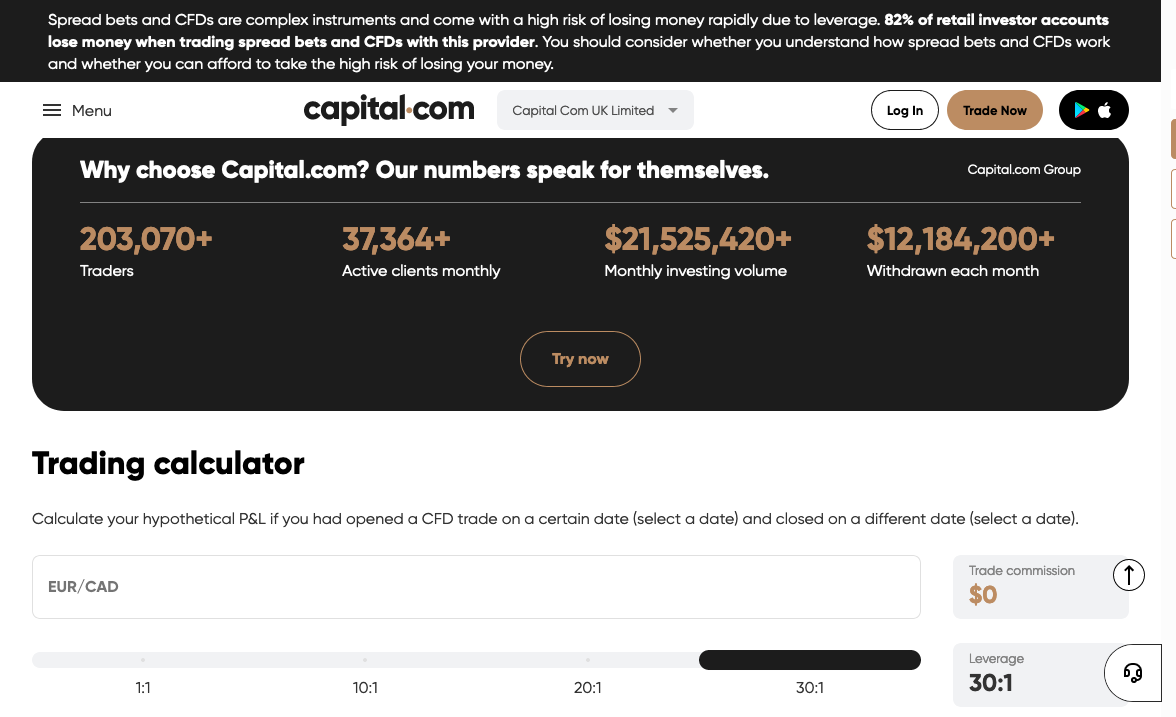 Spread bets and CFDs are complex instruments and come with a high risk of losing money rapidly due to leverage. 82% of retail investor accounts
lose money when trading spread bets and CFDs with this provider. You should consider whether you understand how spread bets and CFDs work
and whether you can afford to take the high risk of losing your money.
Menu
capital.com
Capital Com UK Limited
Log In
Trade Now
Why choose Capital.com? Our numbers speak for themselves.
Capital.com Group
203,070+
Traders
37,364+
Active clients monthly
$21,525,420+
Monthly investing volume
$12,184,200+
Withdrawn each month
Try now
Trading calculator
Calculate your hypothetical P&L if you had opened a CFD trade on a certain date (select a date) and closed on a different date (select a date).
EUR/CAD
Trade commission
$0
1:1
10:1
20:1
30:1
Leverage
30:1